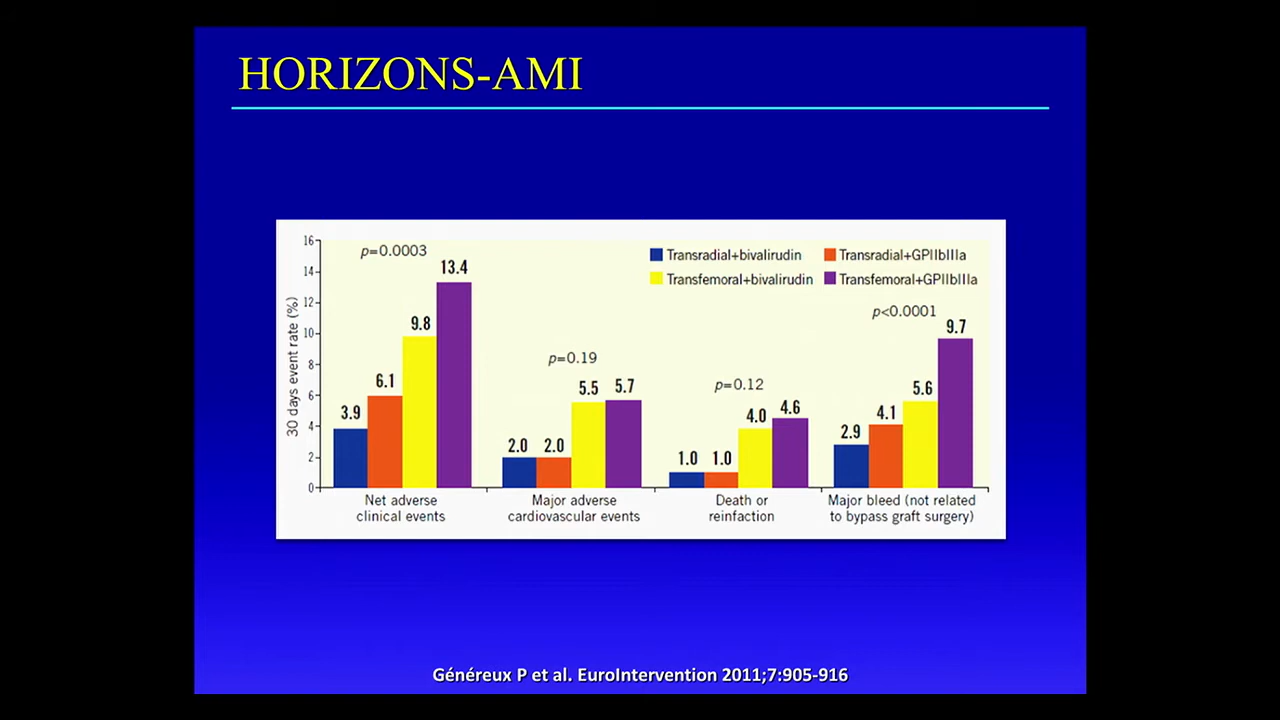 HORIZONS-AMI
30 days event rate (%)
16
14
12
10
8
6
4
2
0
p=0.0003
3.9
6.1
9.8
13.4
p=0.19
2.0
2.0
5.5
5.7
p=0.12
1.0
1.0
4.0
4.6
p<0.0001
2.9
4.1
5.6
9.7
Transradial+bivalirudin
Transradial+GPIIbIIIa
Transfemoral+bivalirudin
Transfemoral+GPIIbIIIa
Net adverse
clinical events
Major adverse
cardiovascular events
Death or
reinfaction
Major bleed (not related
to bypass graft surgery)
Généreux P et al. EuroIntervention 2011;7:905-916